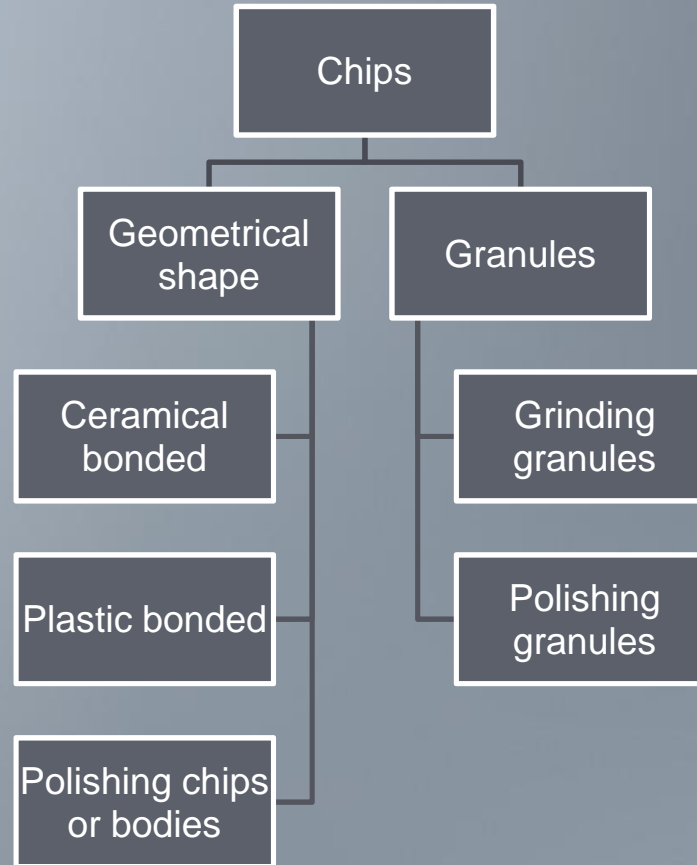 Chips
Geometrical
shape
Granules
Ceramical
bonded
Grinding
granules
Plastic bonded
Polishing
granules
Polishing chips
or bodies